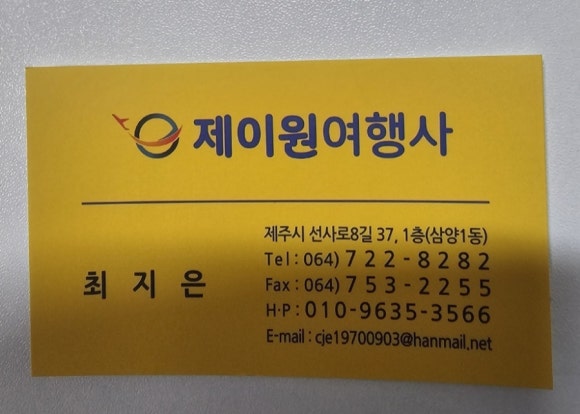 제이원여행사
제주시 선사로8길 37, 1층(삼양1동)
Tel : 064) 722-8282
최 지 은
Fax : 064) 753-2255
H·P : 010-9635-3566
E-mail : cje19700903@hanmail.net